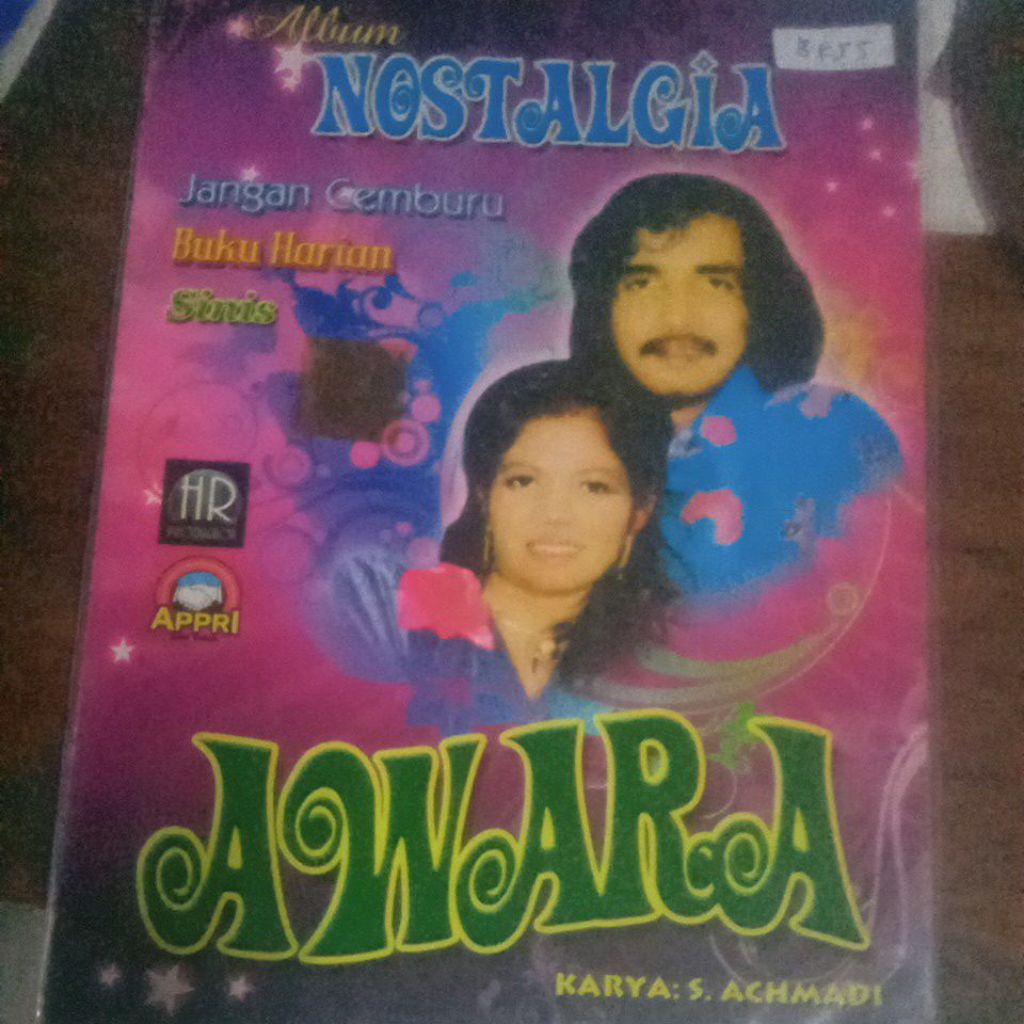 Album
NOSTALGiA
Jangan Cemburu
Buku Harian
Sinis
HR
APPRI
AWARA
KARYA: S. ACHMADI